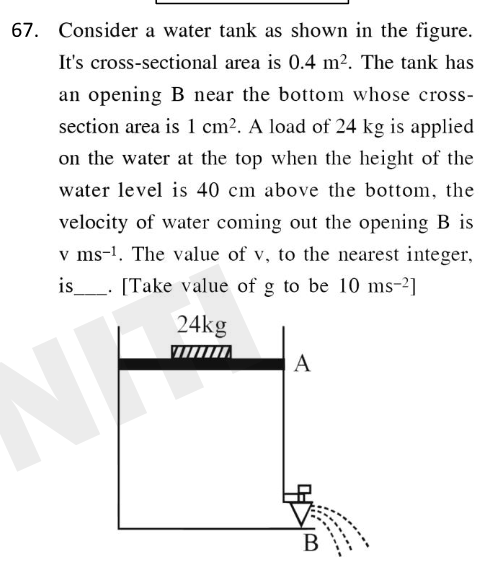 67. Consider a water tank as shown in the figure.
It's cross-sectional area is 0.4 m². The tank has
an opening B near the bottom whose cross-
section area is 1 cm². A load of 24 kg is applied
on the water at the top when the height of the
water level is 40 cm above the bottom, the
velocity of water coming out the opening B is
v ms⁻¹. The value of v, to the nearest integer,
is___. [Take value of g to be 10 ms⁻²]
24kg
A
B
NITI